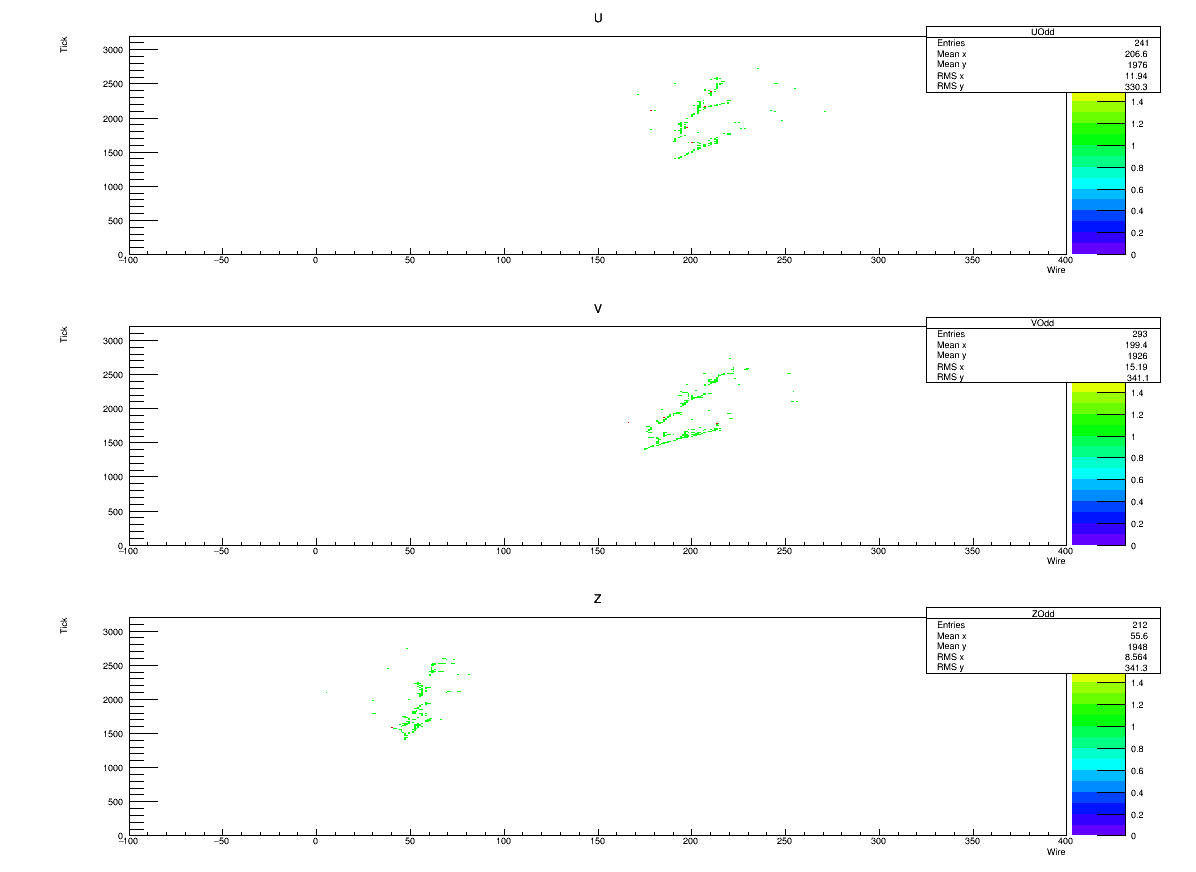 U
Tick
UOdd
Entries 241
Mean x 206.6
Mean y 1976
RMS x 11.94
RMS y 330.3
3000
2500
2000
1500
1000
500
0
−100 −50 0 50 100 150 200 250 300 350 400
Wire
1.4
1.2
1
0.8
0.6
0.4
0.2
0
V
Tick
VOdd
Entries 293
Mean x 199.4
Mean y 1926
RMS x 15.19
RMS y 341.1
3000
2500
2000
1500
1000
500
0
−100 −50 0 50 100 150 200 250 300 350 400
Wire
1.4
1.2
1
0.8
0.6
0.4
0.2
0
Z
Tick
ZOdd
Entries 212
Mean x 55.6
Mean y 1948
RMS x 8.564
RMS y 341.3
3000
2500
2000
1500
1000
500
0
−100 −50 0 50 100 150 200 250 300 350 400
Wire
1.4
1.2
1
0.8
0.6
0.4
0.2
0